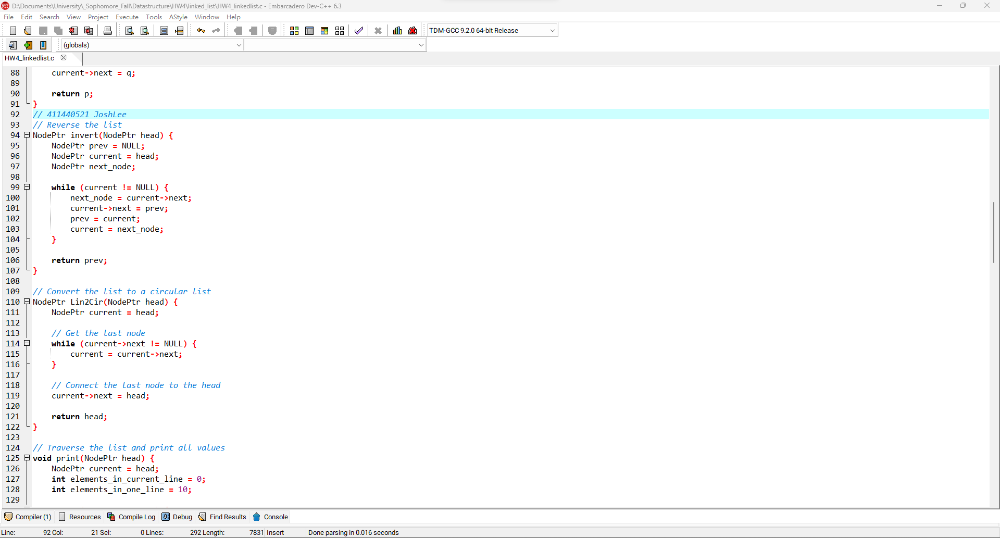 D:\Documents\University\_Sophomore_Fall\Datastructure\HW4\linked_list\HW4_linkedlist.c - Embarcadero Dev-C++ 6.3
File Edit Search View Project Execute Tools AStyle Window Help
TDM-GCC 9.2.0 64-bit Release
(globals)
HW4_linkedlist.c
88 current->next = q;
89
90 return p;
91 }
92 // 411440521 JoshLee
93 // Reverse the list
94 NodePtr invert(NodePtr head) {
95 NodePtr prev = NULL;
96 NodePtr current = head;
97 NodePtr next_node;
98
99 while (current != NULL) {
100 next_node = current->next;
101 current->next = prev;
102 prev = current;
103 current = next_node;
104 }
105
106 return prev;
107 }
108
109 // Convert the list to a circular list
110 NodePtr Lin2Cir(NodePtr head) {
111 NodePtr current = head;
112
113 // Get the last node
114 while (current->next != NULL) {
115 current = current->next;
116 }
117
118 // Connect the last node to the head
119 current->next = head;
120
121 return head;
122 }
123
124 // Traverse the list and print all values
125 void print(NodePtr head) {
126 NodePtr current = head;
127 int elements_in_current_line = 0;
128 int elements_in_one_line = 10;
129
Compiler (1) Resources Compile Log Debug Find Results Console
Line: 92 Col: 21 Sel: 0 Lines: 292 Length: 7831 Insert Done parsing in 0.016 seconds